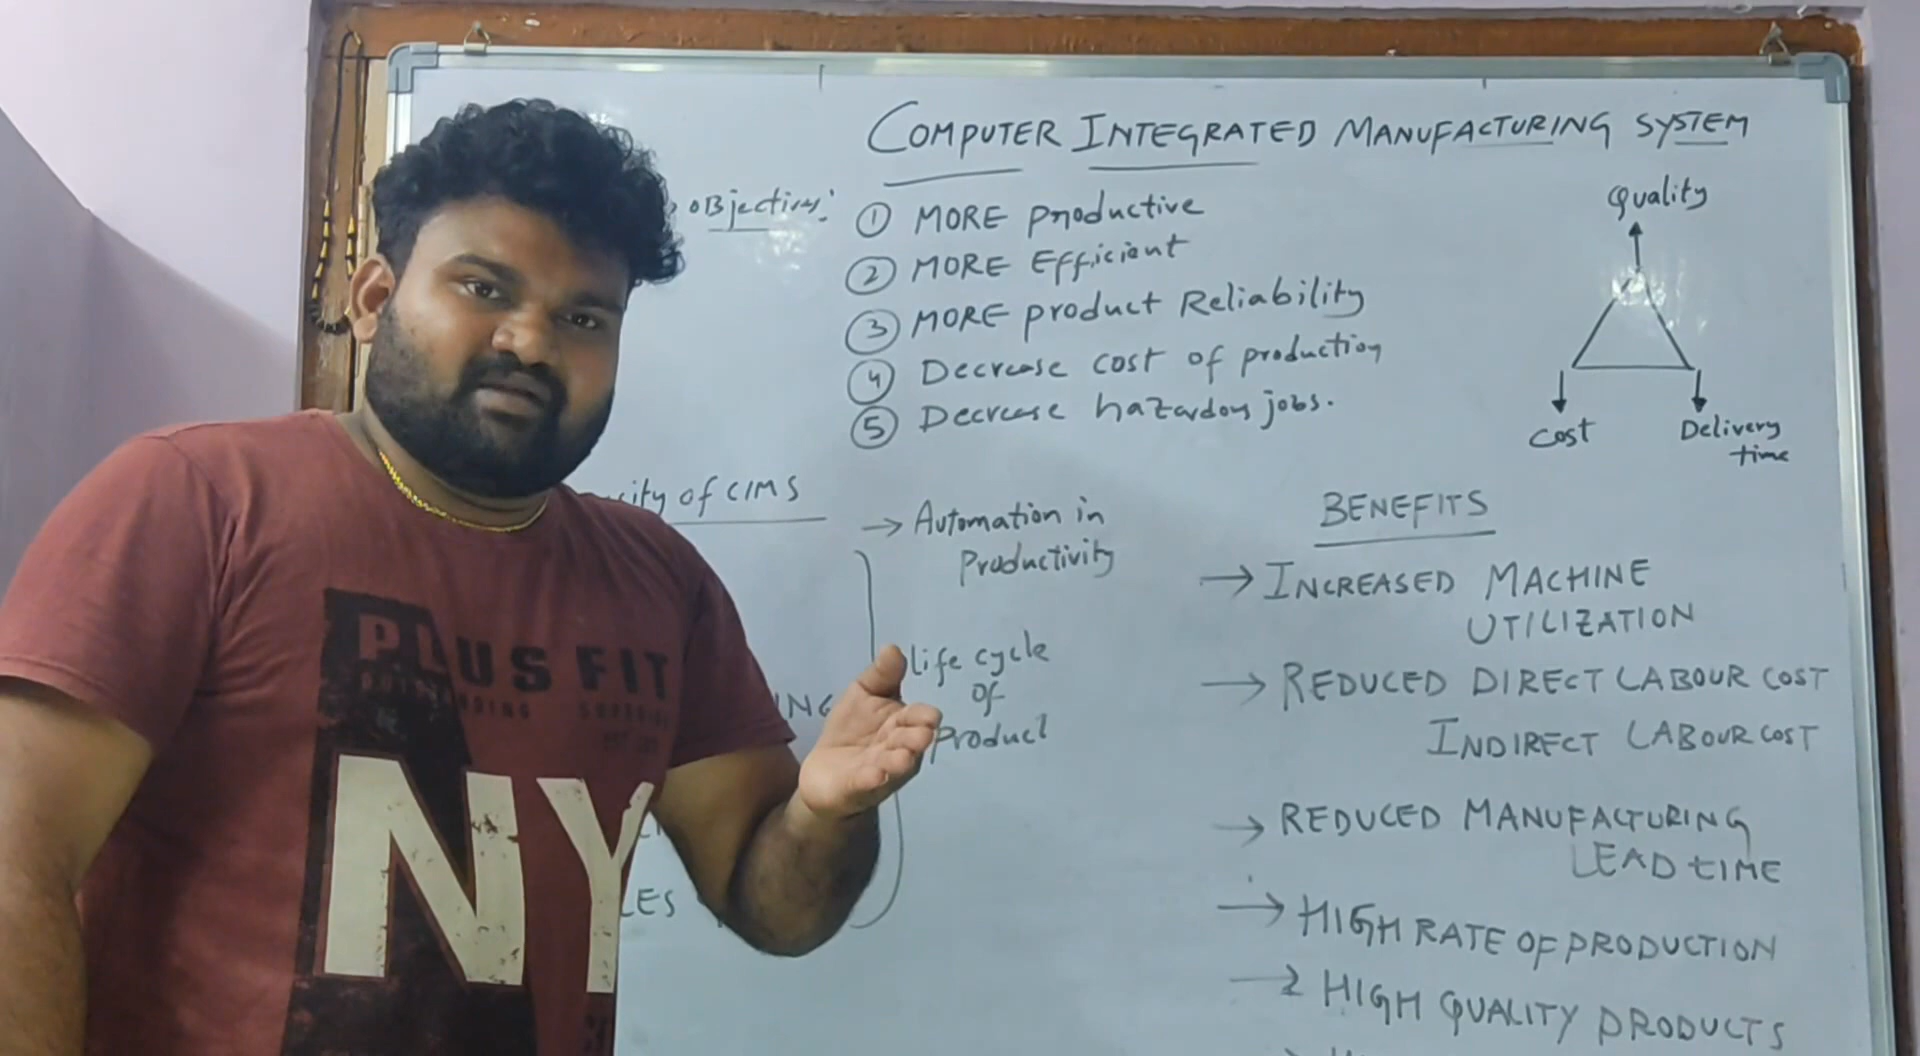 COMPUTER INTEGRATED MANUFACTURING SYSTEM
objectives:
① MORE productive
② MORE Efficient
③ MORE product Reliability
④ Decrease cost of production
⑤ Decrease hazardous jobs.
Quality
Cost
Delivery
time
city of CIMS
→ Automation in
Productivity
life cycle
of
Product
ING
LES
BENEFITS
→ INCREASED MACHINE
UTILIZATION
→ REDUCED DIRECT LABOUR COST
INDIRECT LABOUR COST
→ REDUCED MANUFACTURING
LEAD TIME
→ HIGH RATE OF PRODUCTION
→ HIGH QUALITY PRODUCTS
PLUS FIT
NY